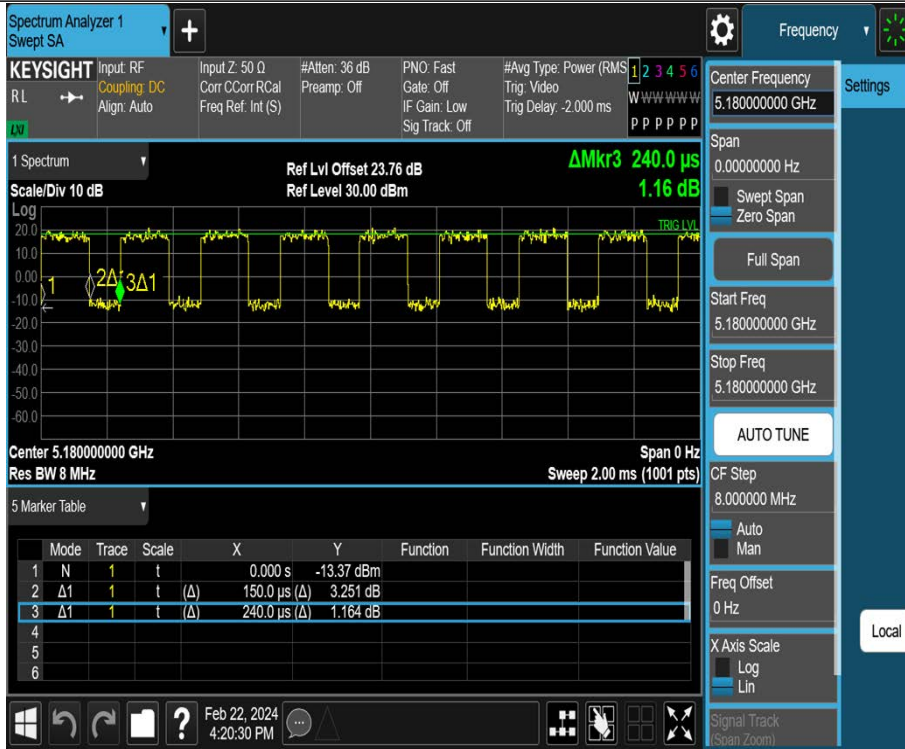 Spectrum Analyzer 1
Swept SA
+
Frequency
KEYSIGHT
RL
LXI
Input: RF
Coupling: DC
Align: Auto
Input Z: 50 Ω
Corr CCorr RCal
Freq Ref: Int (S)
#Atten: 36 dB
Preamp: Off
PNO: Fast
Gate: Off
IF Gain: Low
Sig Track: Off
#Avg Type: Power (RMS
Trig: Video
Trig Delay: -2.000 ms
1 2 3 4 5 6
W W W W W W
P P P P P P
1 Spectrum
Scale/Div 10 dB
Ref Lvl Offset 23.76 dB
Ref Level 30.00 dBm
ΔMkr3 240.0 µs
1.16 dB
Log
TRIG LVL
20.0
10.0
0.00
-10.0
-20.0
-30.0
-40.0
-50.0
-60.0
1
2Δ1
3Δ1
Center 5.180000000 GHz
Span 0 Hz
Res BW 8 MHz
Sweep 2.00 ms (1001 pts)
5 Marker Table
Mode Trace Scale X Y Function Function Width Function Value
1 N 1 t 0.000 s -13.37 dBm
2 Δ1 1 t (Δ) 150.0 µs (Δ) 3.251 dB
3 Δ1 1 t (Δ) 240.0 µs (Δ) 1.164 dB
4
5
6
?
Feb 22, 2024
4:20:30 PM
Center Frequency
5.180000000 GHz
Span
0.00000000 Hz
Swept Span
Zero Span
Full Span
Start Freq
5.180000000 GHz
Stop Freq
5.180000000 GHz
AUTO TUNE
CF Step
8.000000 MHz
Auto
Man
Freq Offset
0 Hz
X Axis Scale
Log
Lin
Signal Track
(Span Zoom)
Settings
Local